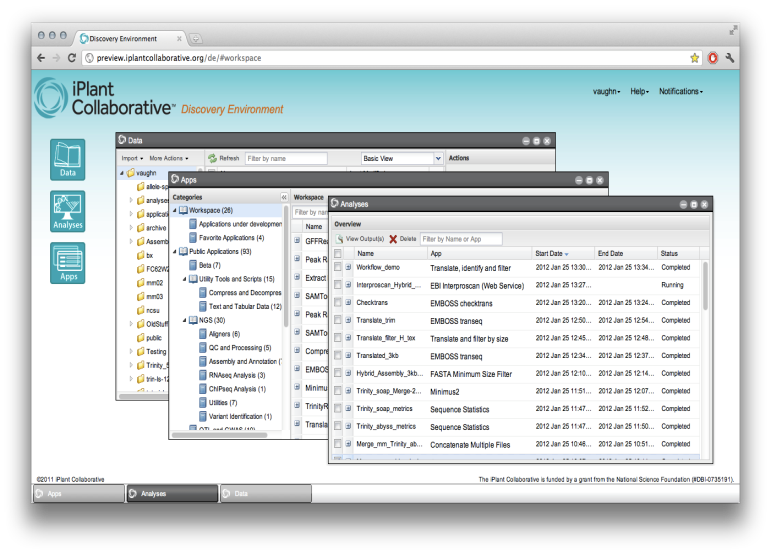 Discovery Environment
preview.iplantcollaborative.org/de/#workspace
iPlant
Collaborative™ Discovery Environment
vaughn Help Notifications
Data
Analyses
Apps
Data
Import More Actions Refresh Filter by name Basic View Actions
vaughn
allele-sp
analyse
applicati
archive
Assemb
bx
FC62W
mm02
mm03
ncsu
OldStuff
public
Testing
Trinity_
trin-ls-12
Apps
Categories
Workspace (26)
Applications under developmen
Favorite Applications (4)
Public Applications (93)
Beta (7)
Utility Tools and Scripts (15)
Compress and Decompres
Text and Tabular Data (12)
NGS (30)
Aligners (6)
QC and Processing (5)
Assembly and Annotation (
RNAseq Analysis (3)
ChIPseq Analysis (1)
Utilities (7)
Variant Identification (1)
QTL and GWAS (10)
Workspace
Filter by nam
Name
GFFRea
Peak R
Extract
SAMTo
Peak R
SAMTo
Compre
EMBOS
Minimu
TrinityR
Transla
Analyses
Overview
View Output(s) Delete Filter by Name or App
Name App Start Date End Date Status
Workflow_demo Translate, identify and filter 2012 Jan 25 13:30... 2012 Jan 25 13:34... Completed
Interproscan_Hybrid_... EBI Interproscan (Web Service) 2012 Jan 25 13:27... Running
Checktrans EMBOSS checktrans 2012 Jan 25 13:20... 2012 Jan 25 13:24... Completed
Translate_trim EMBOSS transeq 2012 Jan 25 12:50... 2012 Jan 25 12:54... Completed
Translate_filter_H_tex Translate and filter by size 2012 Jan 25 12:45... 2012 Jan 25 12:48... Completed
Translated_3kb EMBOSS transeq 2012 Jan 25 12:34... 2012 Jan 25 12:37... Completed
Hybrid_Assembly_3kb... FASTA Minimum Size Filter 2012 Jan 25 12:10... 2012 Jan 25 12:14... Completed
Trinity_soap_Merge-2... Minimus2 2012 Jan 25 11:51... 2012 Jan 25 12:07... Completed
Trinity_soap_metrics Sequence Statistics 2012 Jan 25 11:47... 2012 Jan 25 11:52... Completed
Trinity_abyss_metrics Sequence Statistics 2012 Jan 25 11:47... 2012 Jan 25 11:50... Completed
Merge_mm_Trinity_ab... Concatenate Multiple Files 2012 Jan 25 10:46... 2012 Jan 25 10:51... Completed
©2011 iPlant Collaborative The iPlant Collaborative is funded by a grant from the National Science Foundation (#DBI-0735191).
Apps Analyses Data